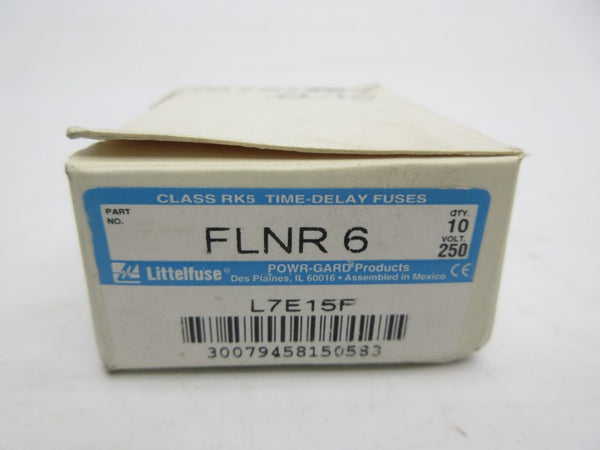 CLASS RK5 TIME-DELAY FUSES
PART NO.
FLNR 6
QTY. 10
VOLT. 250
Littelfuse®
POWR-GARD® Products
Des Plaines, IL 60016 • Assembled in Mexico
CE
L7E15F
30079458150583